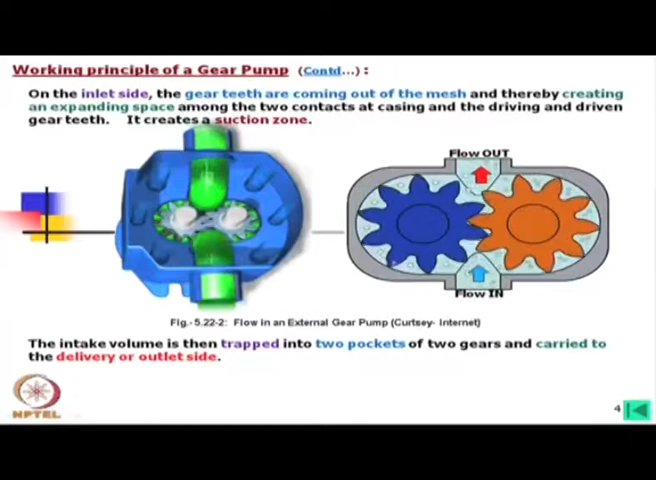 Working principle of a Gear Pump (Contd...) :
On the inlet side, the gear teeth are coming out of the mesh and thereby creating
an expanding space among the two contacts at casing and the driving and driven
gear teeth. It creates a suction zone.
Flow OUT
Flow IN
Fig.- 5.22-2: Flow in an External Gear Pump (Curtsey- Internet)
The intake volume is then trapped into two pockets of two gears and carried to
the delivery or outlet side.
NPTEL
4